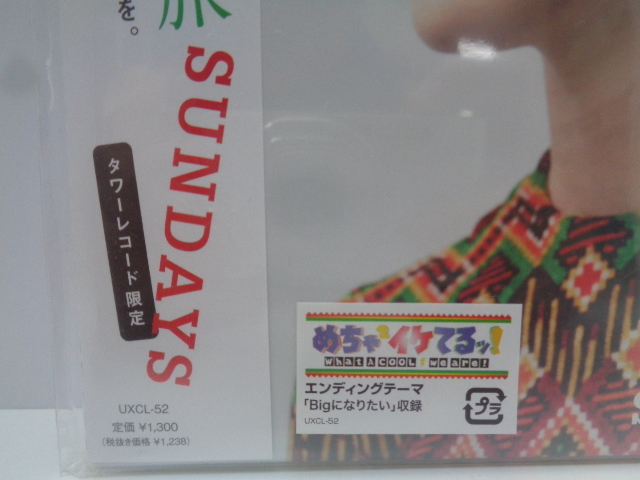 を。
旅
SUNDAYS
タワーレコード限定
UXCL-52
定価 ¥1,300
(税抜き価格 ¥1,238)
めちゃ²イケてるッ!
What A COOL we are!
エンディングテーマ
「Bigになりたい」収録
UXCL-52
プラ